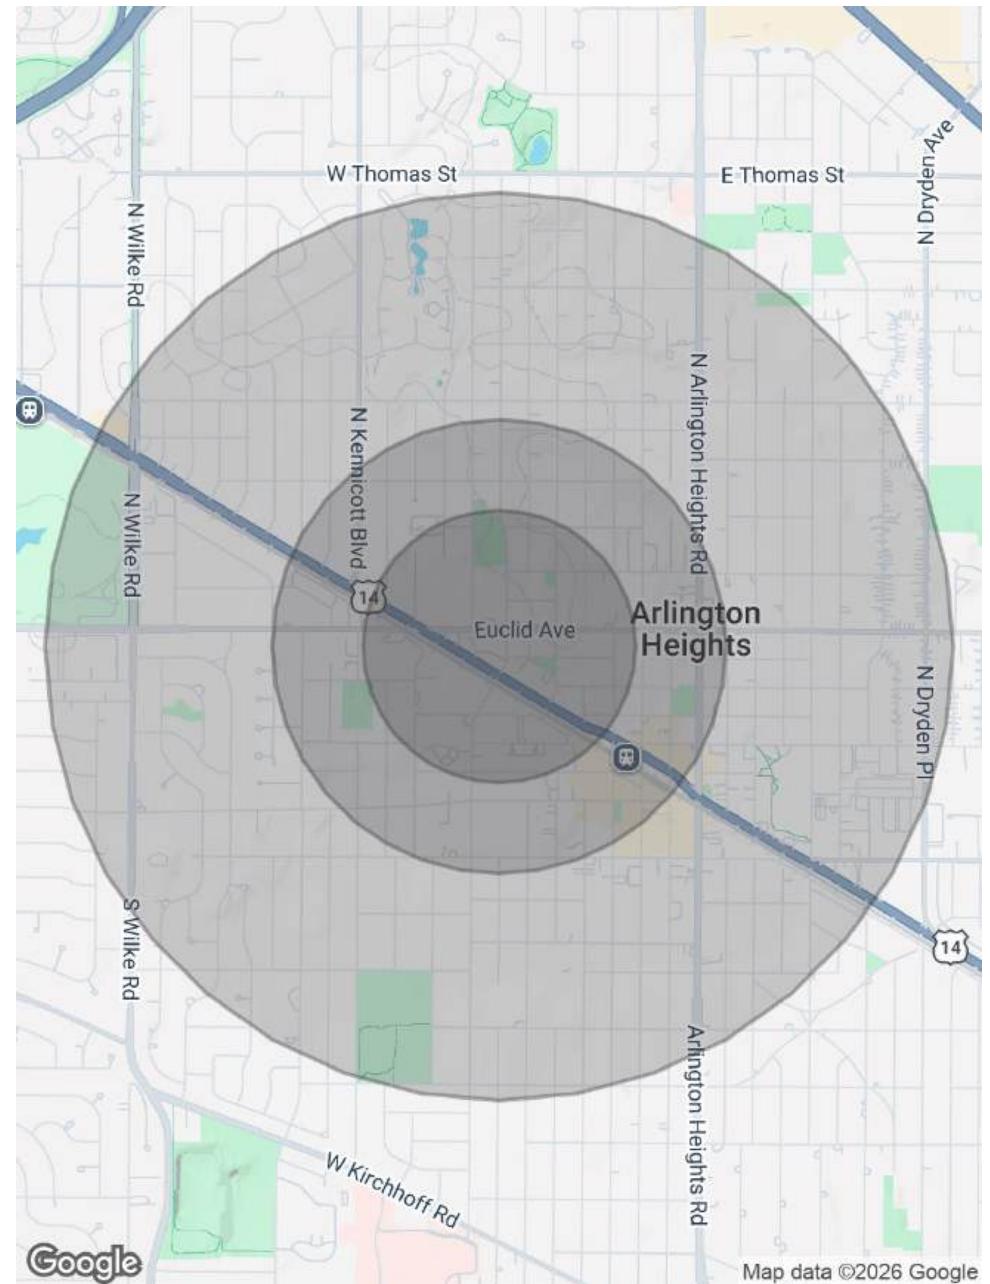 W Thomas St
E Thomas St
N Dryden Ave
N Wilke Rd
N Arlington Heights Rd
N Kennicott Blvd
N Wilke Rd
14
Arlington
Heights
Euclid Ave
N Dryden Pl
S Wilke Rd
14
Arlington Heights Rd
W Kirchhoff Rd
Google
Map data ©2026 Google